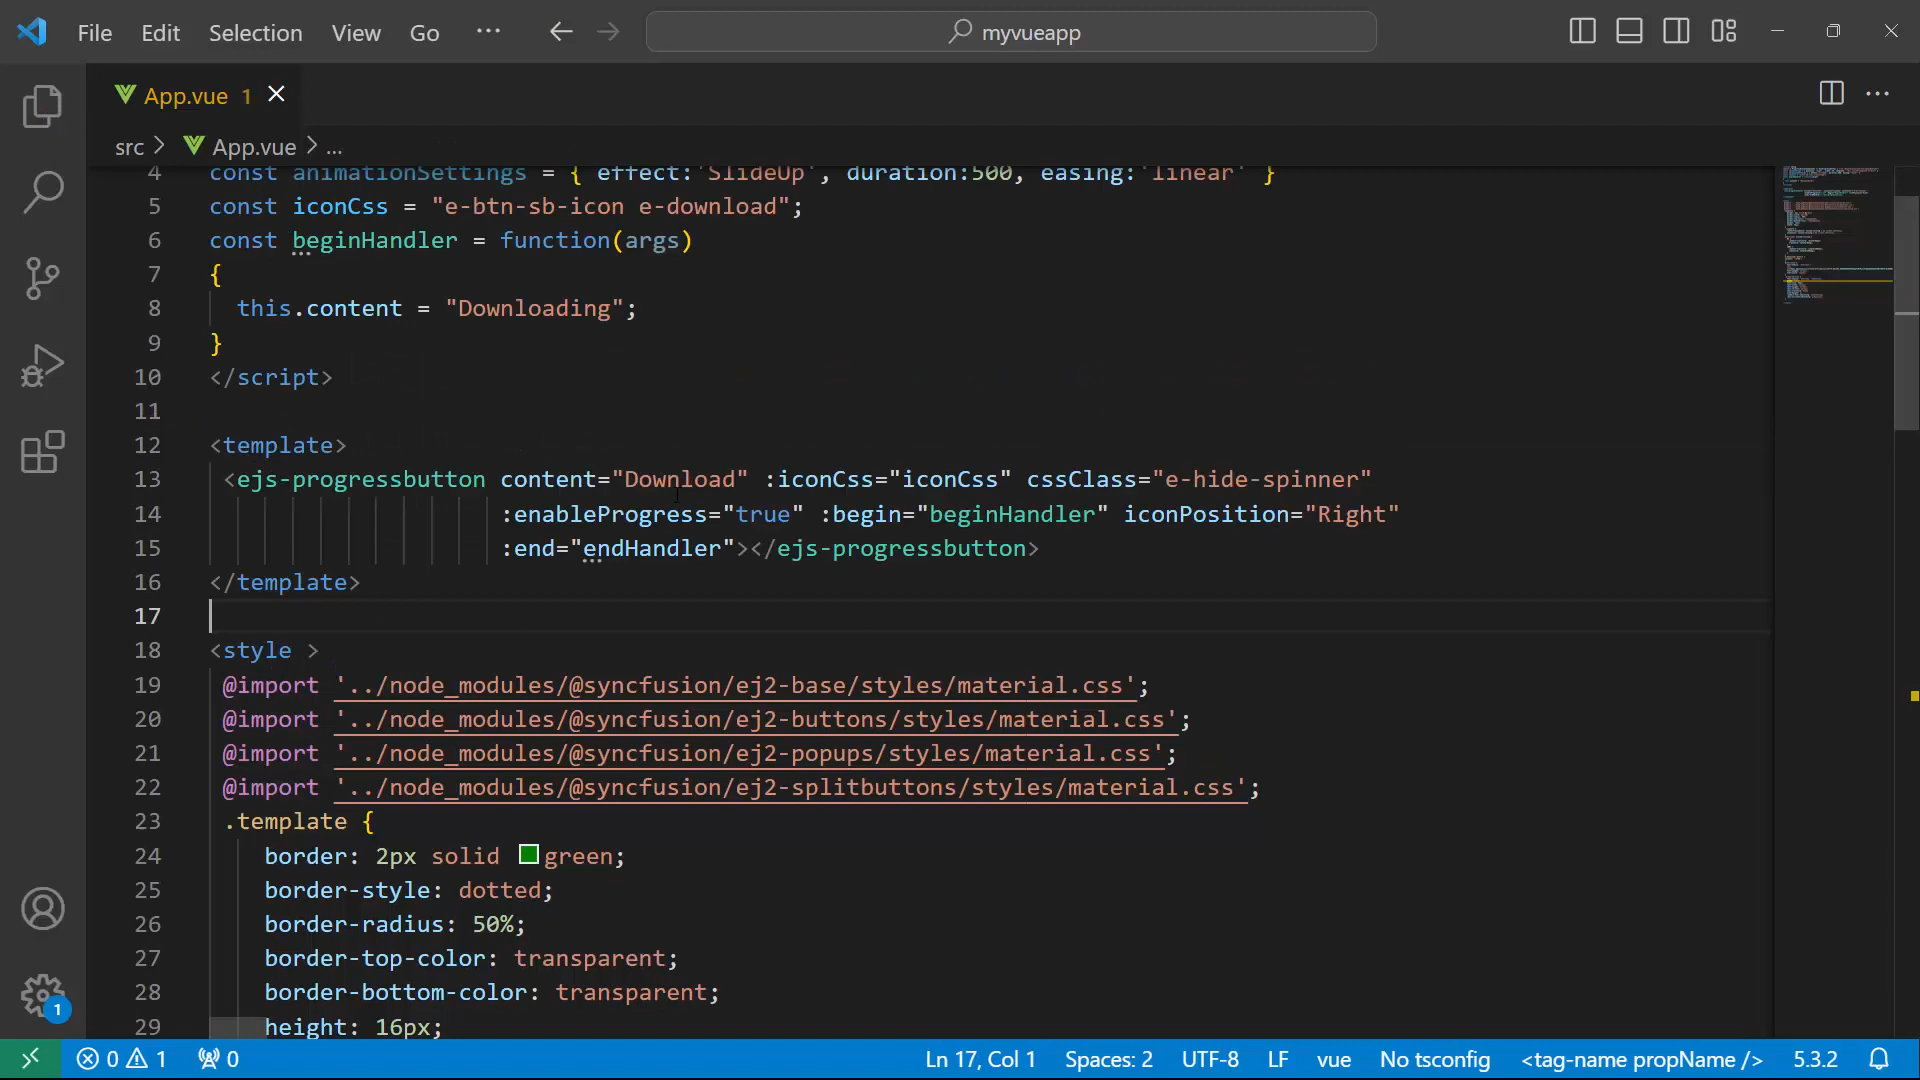 File Edit Selection View Go ··· myvueapp
App.vue 1
src > App.vue > ...
4 const animationSettings = { effect:'SlideUp', duration:500, easing:'linear' }
5 const iconCss = "e-btn-sb-icon e-download";
6 const beginHandler = function(args)
7 {
8 this.content = "Downloading";
9 }
10 </script>
11
12 <template>
13 <ejs-progressbutton content="Download" :iconCss="iconCss" cssClass="e-hide-spinner"
14 :enableProgress="true" :begin="beginHandler" iconPosition="Right"
15 :end="endHandler"></ejs-progressbutton>
16 </template>
17
18 <style >
19 @import '../node_modules/@syncfusion/ej2-base/styles/material.css';
20 @import '../node_modules/@syncfusion/ej2-buttons/styles/material.css';
21 @import '../node_modules/@syncfusion/ej2-popups/styles/material.css';
22 @import '../node_modules/@syncfusion/ej2-splitbuttons/styles/material.css';
23 .template {
24 border: 2px solid green;
25 border-style: dotted;
26 border-radius: 50%;
27 border-top-color: transparent;
28 border-bottom-color: transparent;
29 height: 16px;
1
0 1 0 Ln 17, Col 1 Spaces: 2 UTF-8 LF vue No tsconfig <tag-name propName /> 5.3.2